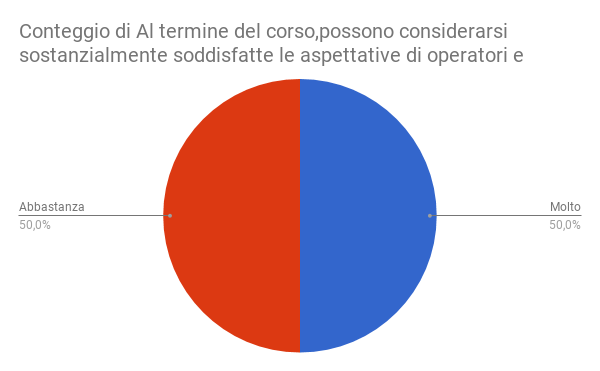 Conteggio di Al termine del corso,possono considerarsi
sostanzialmente soddisfatte le aspettative di operatori e
Abbastanza
50,0%
Molto
50,0%